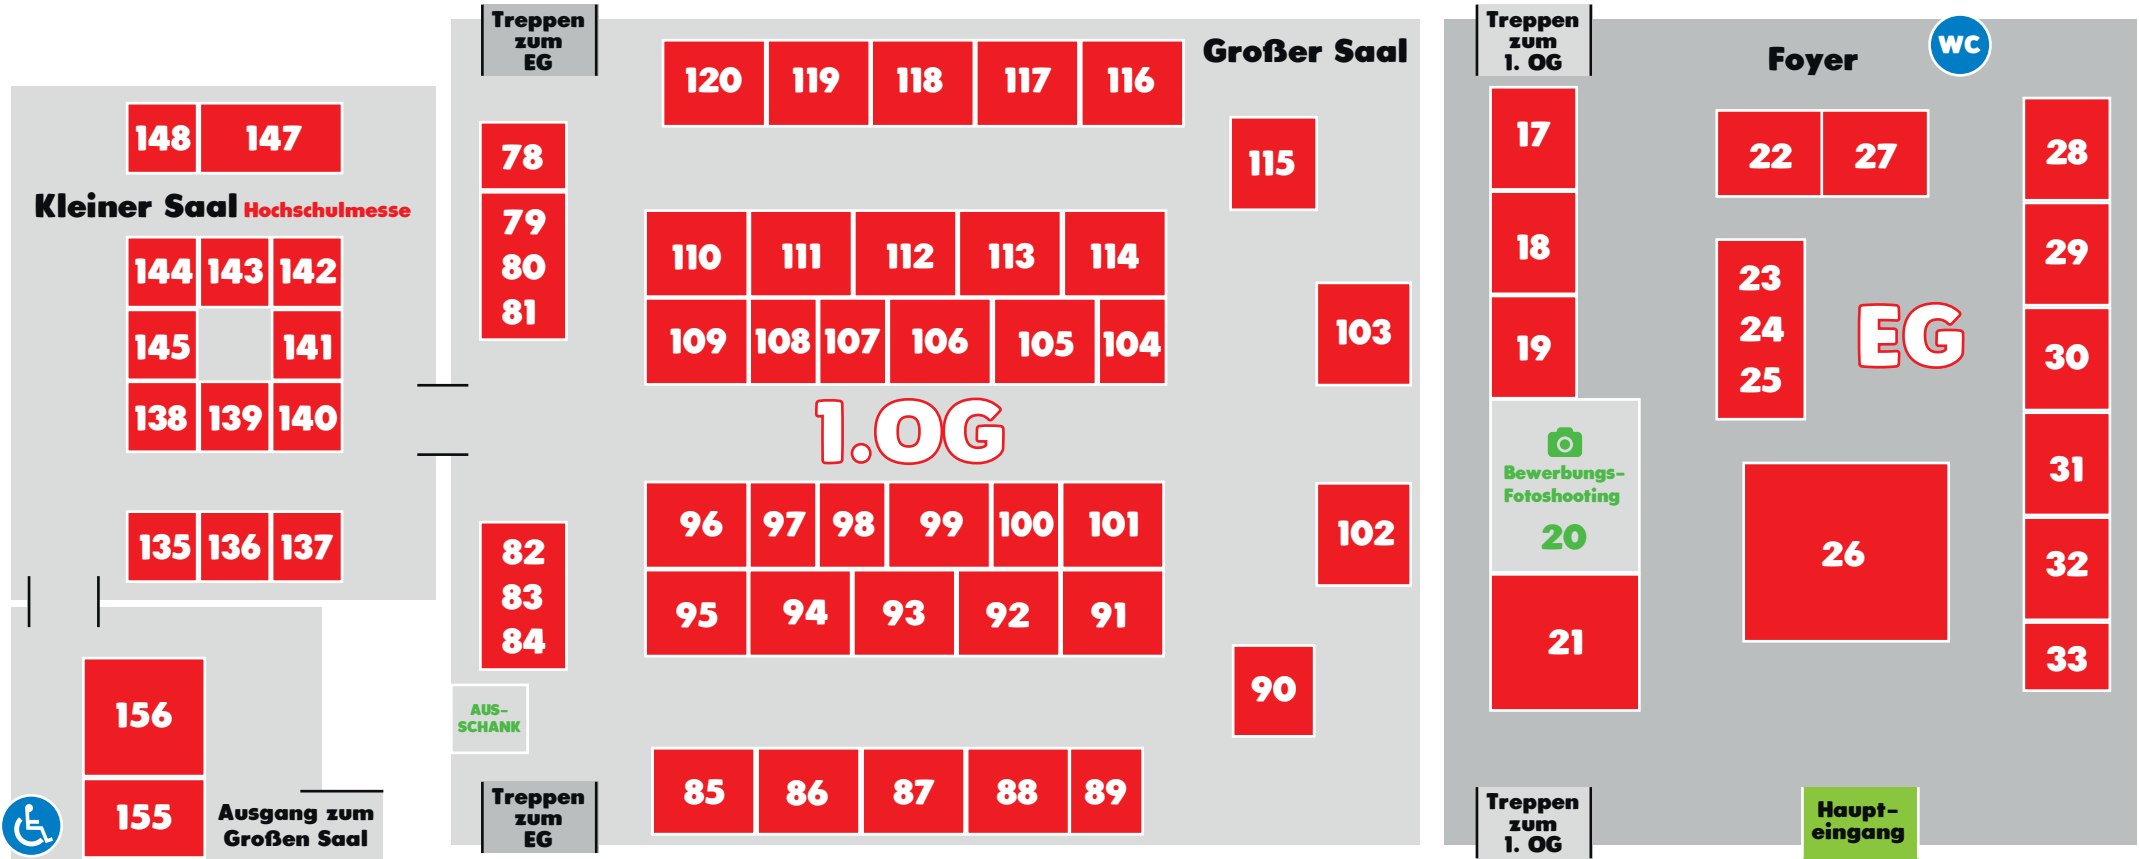 148 147
Kleiner Saal Hochschulmesse
144 143 142
145 141
138 139 140
135 136 137
156
155
Ausgang zum
Großen Saal
Treppen
zum
EG
Großer Saal
120 119 118 117 116
115
78
79
80
81
110 111 112 113 114
109 108 107 106 105 104
103
1.OG
96 97 98 99 100 101
95 94 93 92 91
102
82
83
84
90
AUS-
SCHANK
85 86 87 88 89
Treppen
zum
EG
Treppen
zum
1. OG
Foyer
WC
17
18
19
22 27
23
24
25
EG
28
29
30
31
32
33
Bewerbungs-
Fotoshooting
20
21
26
Treppen
zum
1. OG
Haupt-
eingang